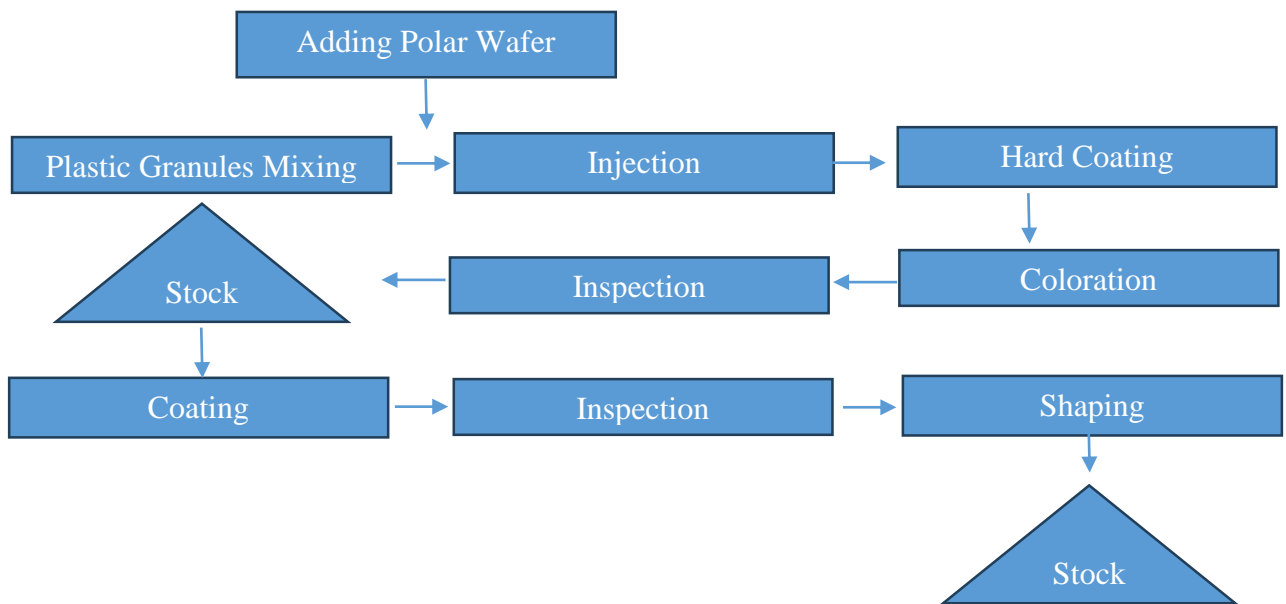 Adding Polar Wafer
Plastic Granules Mixing
Injection
Hard Coating
Stock
Inspection
Coloration
Coating
Inspection
Shaping
Stock